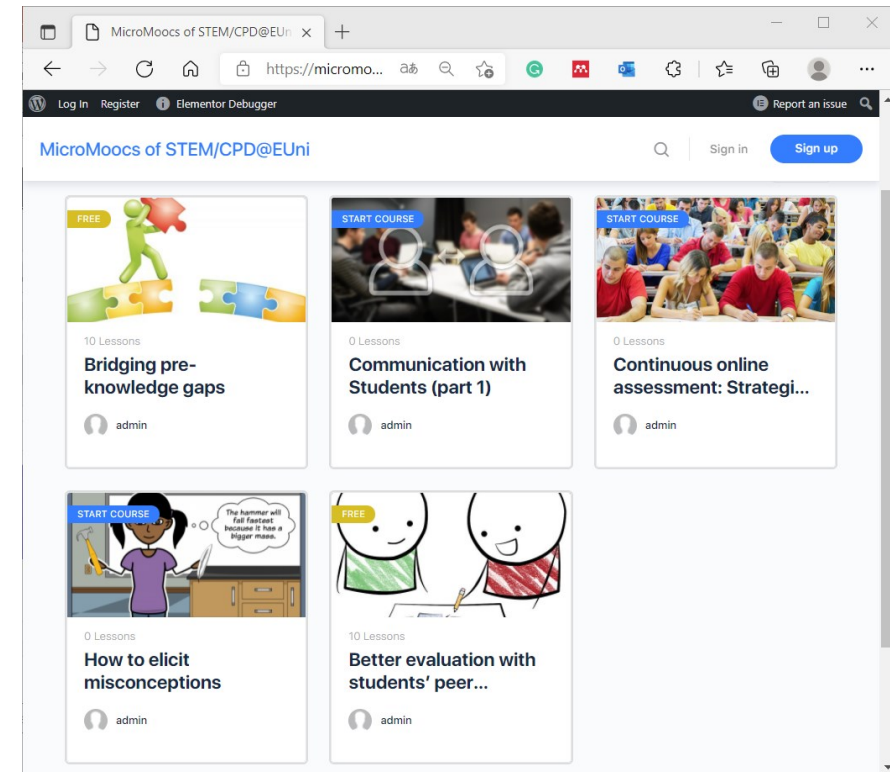 MicroMoocs of STEM/CPD@EUn
https://micromo...
aあ
Log In Register Elementor Debugger Report an issue
MicroMoocs of STEM/CPD@EUni
Sign in Sign up
FREE
10 Lessons
Bridging pre-
knowledge gaps
admin
START COURSE
0 Lessons
Communication with
Students (part 1)
admin
START COURSE
0 Lessons
Continuous online
assessment: Strategi...
admin
START COURSE
The hammer will
fall fastest
because it has a
bigger mass.
0 Lessons
How to elicit
misconceptions
admin
FREE
10 Lessons
Better evaluation with
students’ peer...
admin